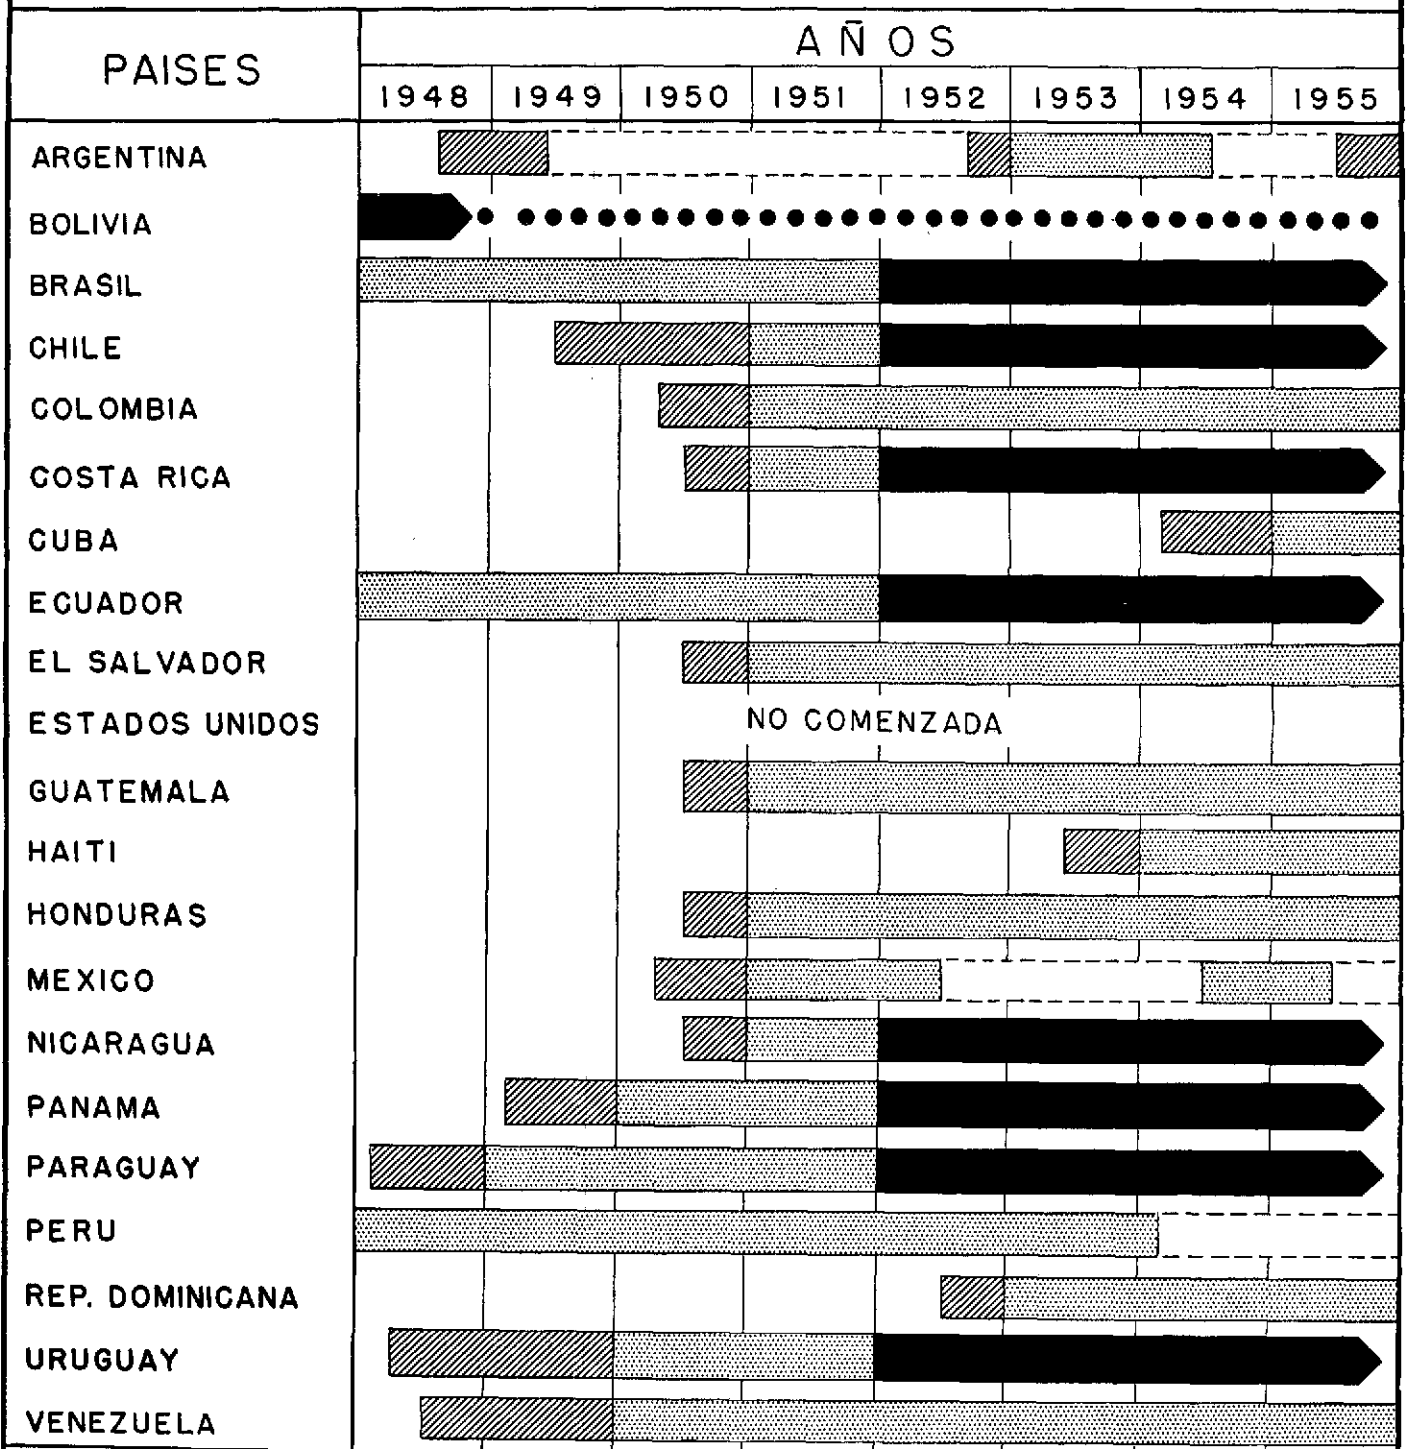 AÑOS
PAISES
1948 1949 1950 1951 1952 1953 1954 1955
ARGENTINA
BOLIVIA
BRASIL
CHILE
COLOMBIA
COSTA RICA
CUBA
ECUADOR
EL SALVADOR
ESTADOS UNIDOS NO COMENZADA
GUATEMALA
HAITI
HONDURAS
MEXICO
NICARAGUA
PANAMA
PARAGUAY
PERU
REP. DOMINICANA
URUGUAY
VENEZUELA